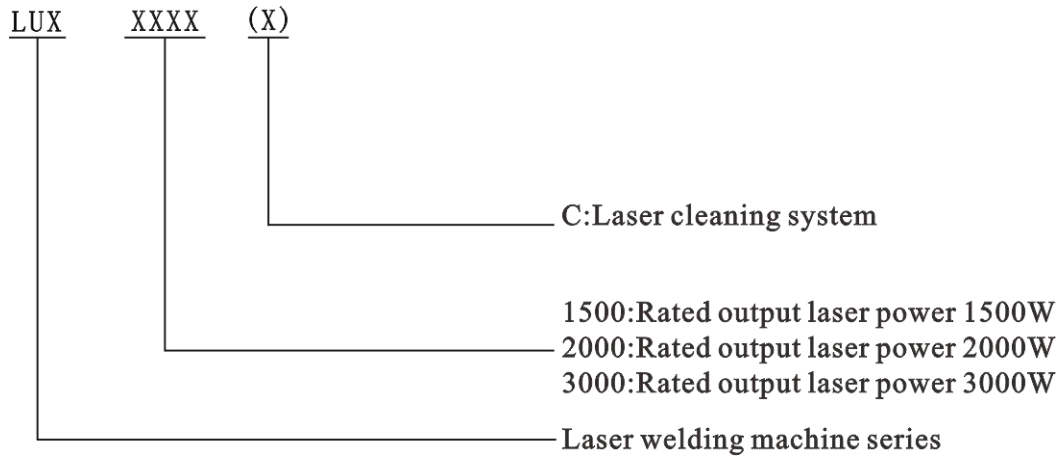 LUX XXXX (X)
C:Laser cleaning system
1500:Rated output laser power 1500W
2000:Rated output laser power 2000W
3000:Rated output laser power 3000W
Laser welding machine series